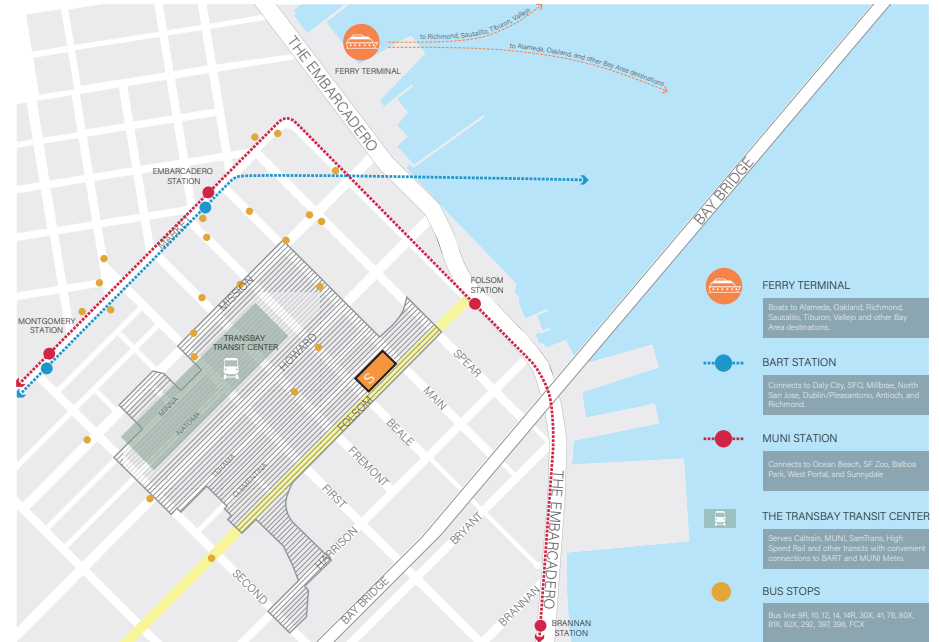 to Richmond, Sausalito, Tiburon, Vallejo
to Alameda, Oakland, and other Bay Area destinations
FERRY TERMINAL
THE EMBARCADERO
EMBARCADERO
STATION
BAY BRIDGE
MISSION
FOLSOM
STATION
MONTGOMERY
STATION
TRANSBAY
TRANSIT CENTER
HOWARD
SPEAR
MAIN
MINNA
NATOMA
FOLSOM
BEALE
TEHAMA
CLEMENTINA
FREMONT
FIRST
HARRISON
BRYANT
SECOND
BAY BRIDGE
THE EMBARCADERO
BRANNAN
BRANNAN
STATION
FERRY TERMINAL
Boats to Alameda, Oakland, Richmond,
Sausalito, Tiburon, Vallejo and other Bay
Area destinations.
BART STATION
Connects to Daly City, SFO, Millbrae, North
San Jose, Dublin/Pleasantono, Antioch, and
Richmond.
MUNI STATION
Connects to Ocean Beach, SF Zoo, Balboa
Park, West Portal, and Sunnydale
THE TRANSBAY TRANSIT CENTER
Serves Caltrain, MUNI, SamTrans, High
Speed Rail and other transits with convenient
connections to BART and MUNI Metro.
BUS STOPS
Bus line 9R, 10, 12, 14, 14R, 30X, 41, 76, 80X,
81X, 82X, 292, 397, 398, FCX